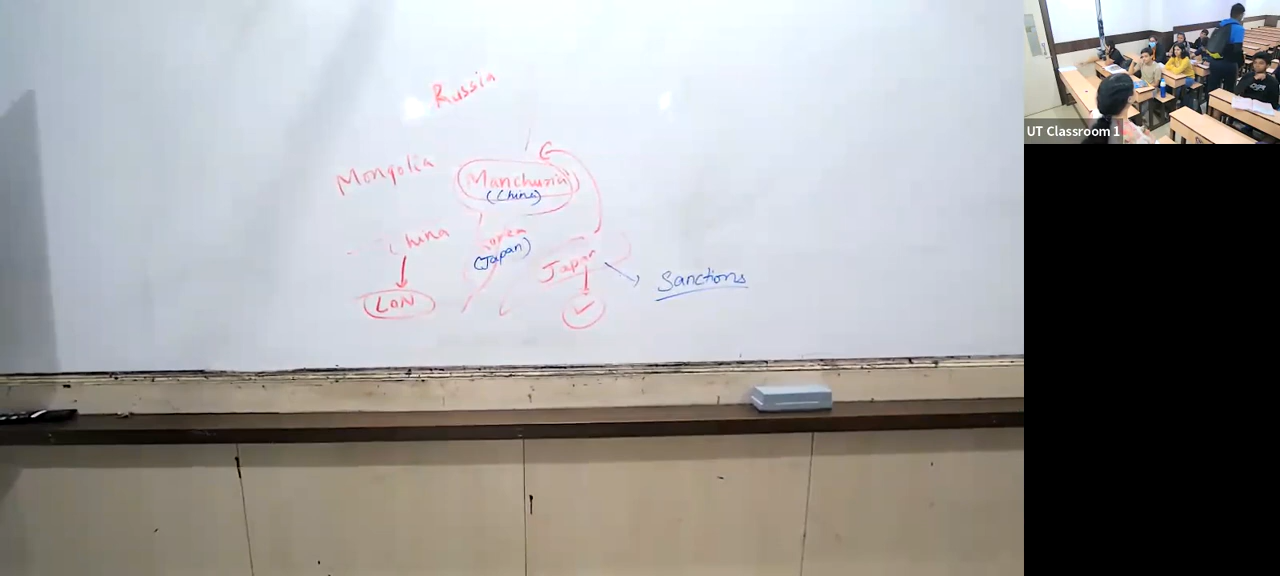 Russia
Mongolia
Manchuria
(China)
China
Korea
(Japan)
Japan
Sanctions
LON
UT Classroom 1